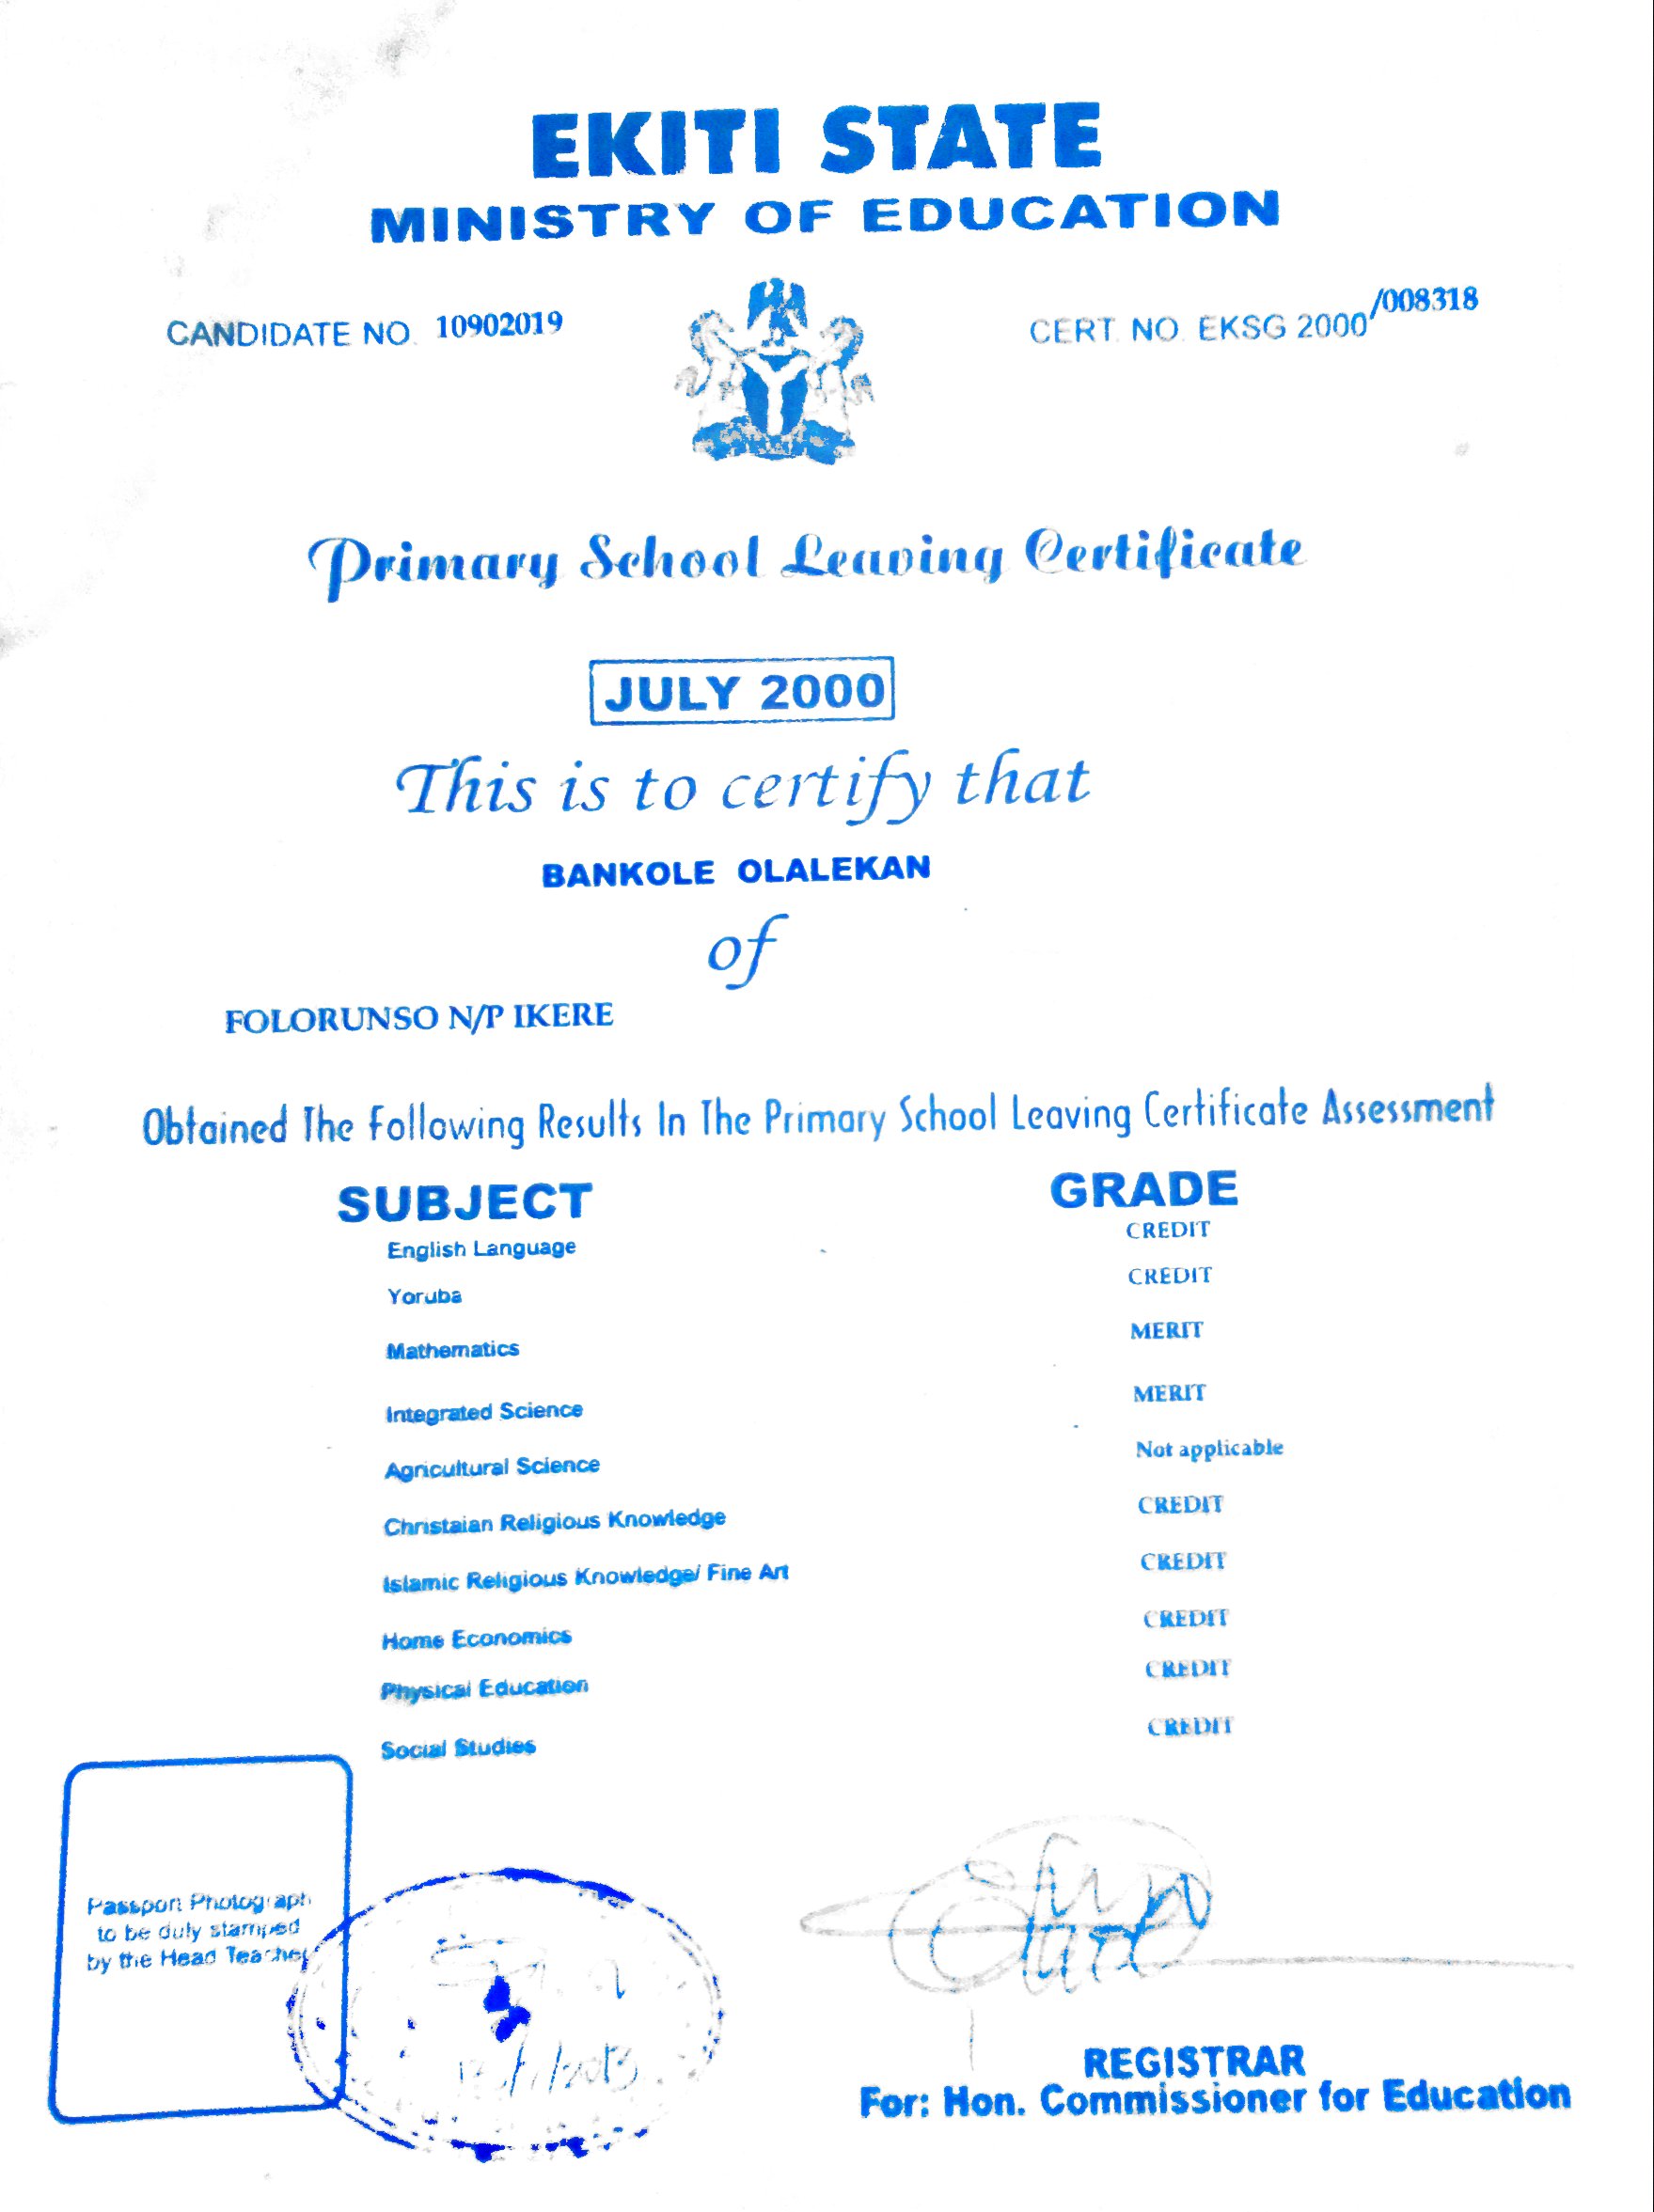 EKITI STATE
MINISTRY OF EDUCATION
CANDIDATE NO. 10902019
CERT. NO. EKSG 2000/008318
Primary School Leaving Certificate
JULY 2000
This is to certify that
BANKOLE OLALEKAN
of
FOLORUNSO N/P IKERE
Obtained The Following Results In The Primary School Leaving Certificate Assessment
SUBJECT GRADE
English Language CREDIT
Yoruba CREDIT
Mathematics MERIT
Integrated Science MERIT
Agricultural Science Not applicable
Christaian Religious Knowledge CREDIT
Islamic Religious Knowledge/ Fine Art CREDIT
Home Economics CREDIT
Physical Education CREDIT
Social Studies CREDIT
Passport Photograph
to be duly stamped
by the Head Teacher
REGISTRAR
For: Hon. Commissioner for Education